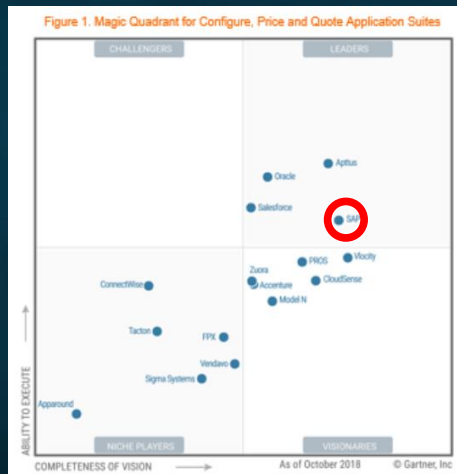 Figure 1. Magic Quadrant for Configure, Price and Quote Application Suites
CHALLENGERS
LEADERS
Apttus
Oracle
Salesforce
SAP
Vlocity
PROS
Zuora
CloudSense
Accenture
ConnectWise
Model N
Tacton
FPX
Vendavo
Sigma Systems
Apparound
ABILITY TO EXECUTE
NICHE PLAYERS
VISIONARIES
COMPLETENESS OF VISION
As of October 2018
© Gartner, Inc